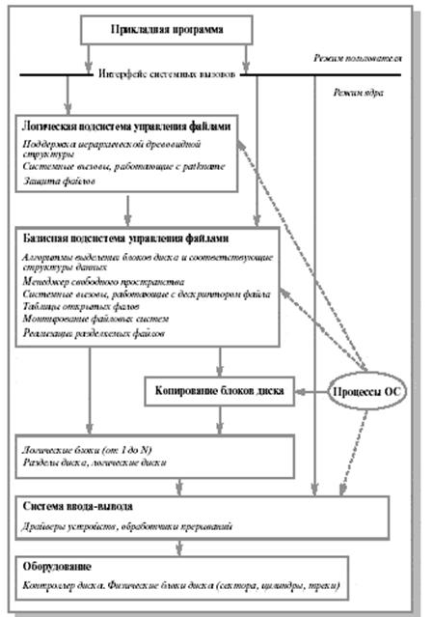 Прикладная программа
Режим пользователя
Интерфейс системных вызовов
Режим ядра
Логическая подсистема управления файлами
Поддержка иерархической древовидной
структуры
Системные вызовы, работающие с pathname
Защита файлов
Базисная подсистема управления файлами
Алгоритмы выделения блоков диска и соответствующие
структуры данных
Менеджер свободного пространства
Системные вызовы, работающие с дескриптором файла
Таблицы открытых фалов
Монтирование файловых систем
Реализация разделяемых файлов
Копирование блоков диска
Процессы ОС
Логические блоки (от 1 до N)
Разделы диска, логические диски
Система ввода-вывода
Драйверы устройств, обработчики прерываний
Оборудование
Контроллер диска. Физические блоки диска (сектора, цилиндры, треки)